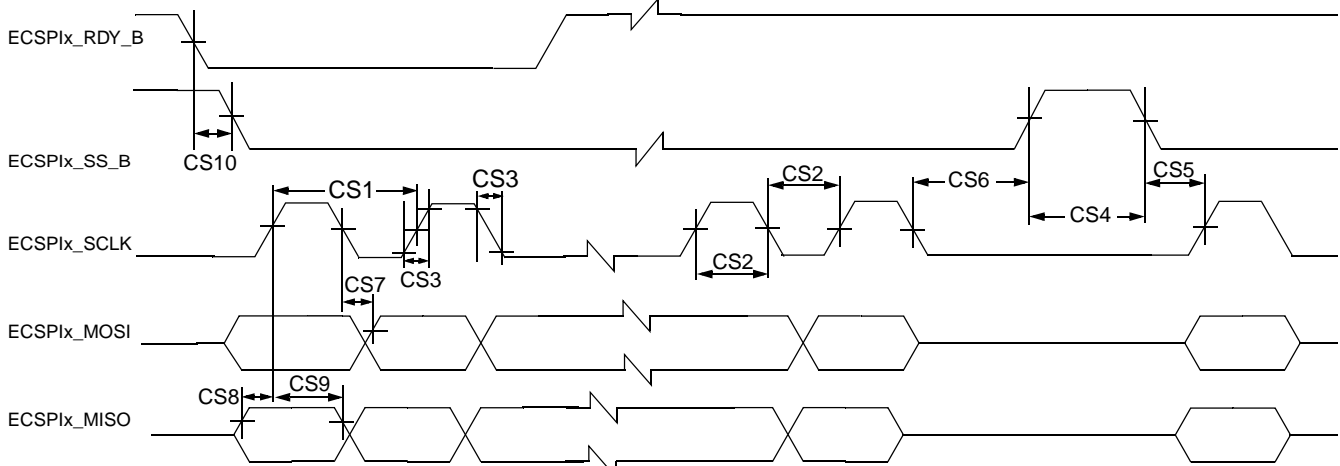 ECSPIx_RDY_B
CS10
ECSPIx_SS_B
CS1
CS3
CS2
CS6
CS5
CS4
ECSPIx_SCLK
CS3
CS2
CS7
ECSPIx_MOSI
CS8
CS9
ECSPIx_MISO